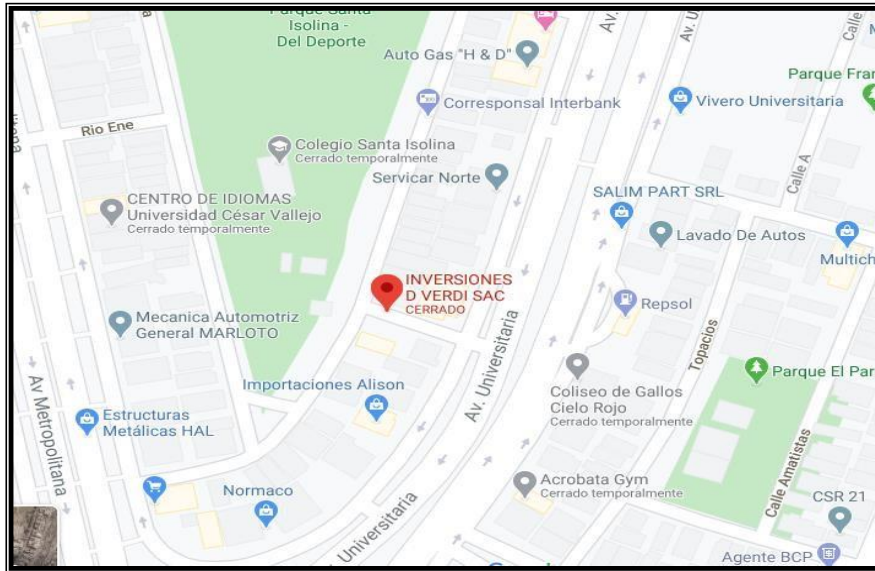 Parque Santa
Isolina -
Del Deporte
Auto Gas "H & D"
Av.
Av. U
Calle
Parque Fran
Corresponsal Interbank
Vivero Universitaria
Rio Ene
Colegio Santa Isolina
Cerrado temporalmente
Servicar Norte
Calle A
SALIM PART SRL
CENTRO DE IDIOMAS
Universidad César Vallejo
Cerrado temporalmente
Lavado De Autos
Multich
INVERSIONES
D VERDI SAC
CERRADO
Repsol
Mecanica Automotriz
General MARLOTO
Topacios
Av. Universitaria
Parque El Par
Importaciones Alison
Coliseo de Gallos
Cielo Rojo
Cerrado temporalmente
Av Metropolitana
Estructuras
Metálicas HAL
Acrobata Gym
Cerrado temporalmente
Calle Amatistas
Normaco
CSR 21
Universitaria
Agente BCP